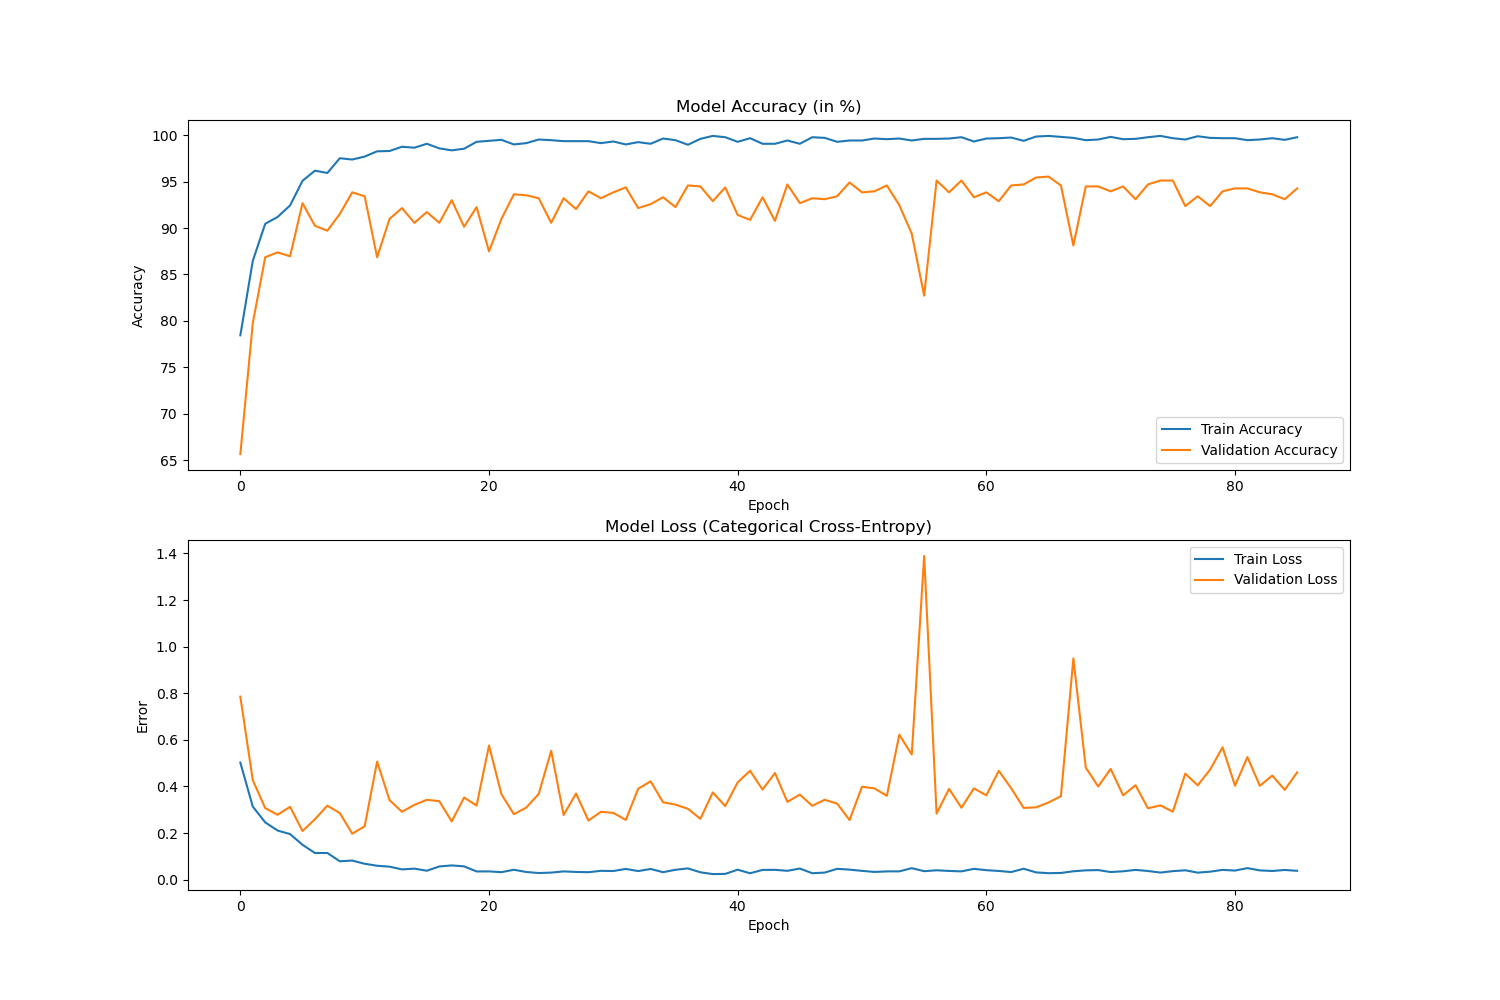 Model Accuracy (in %)
100
95
90
85
80
75
70
65
Accuracy
Train Accuracy
Validation Accuracy
0 20 40 60 80
Epoch
Model Loss (Categorical Cross-Entropy)
1.4
1.2
1.0
0.8
0.6
0.4
0.2
0.0
Error
Train Loss
Validation Loss
0 20 40 60 80
Epoch